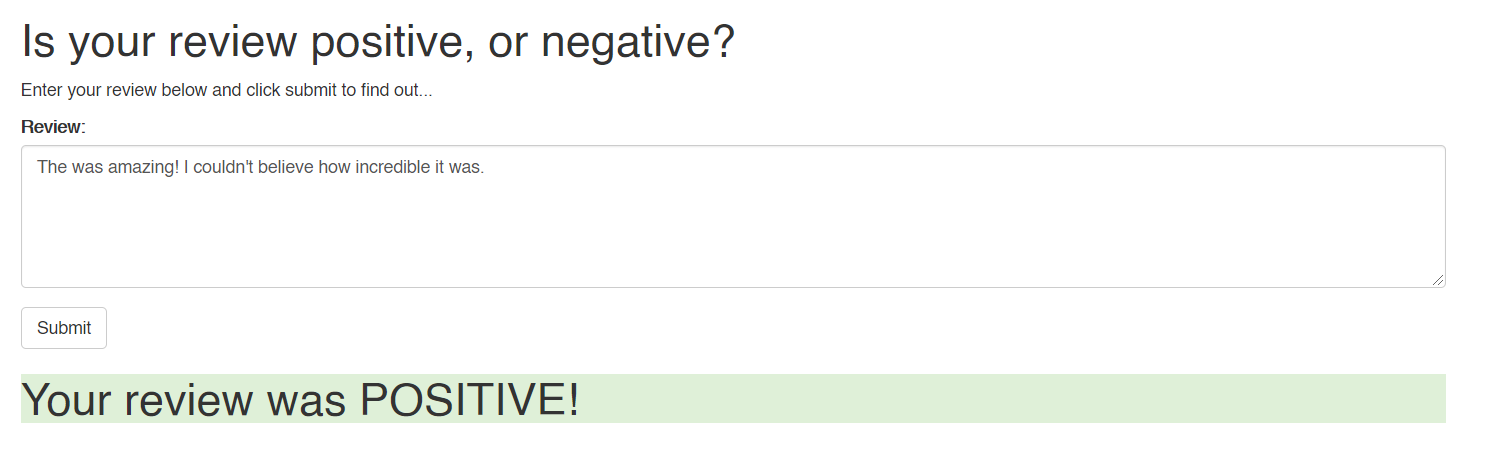 Is your review positive, or negative?
Enter your review below and click submit to find out...
Review:
The was amazing! I couldn't believe how incredible it was.
Submit
Your review was POSITIVE!